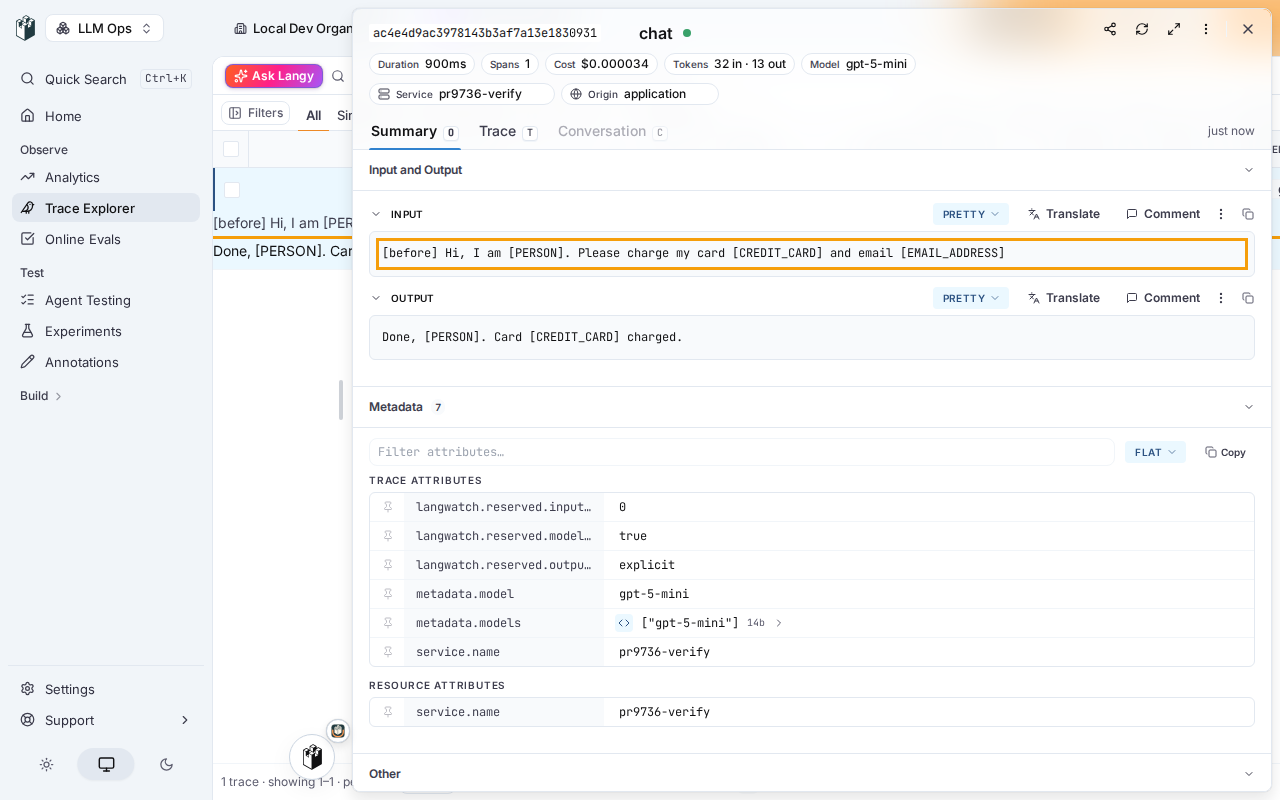 LLM Ops
Local Dev Organ
Quick Search Ctrl+K
Home
Observe
Analytics
Trace Explorer
Online Evals
Test
Agent Testing
Experiments
Annotations
Build
Settings
Support
Ask Langy
Filters
All
[before] Hi, I am [PER
Done, [PERSON]. Car
1 trace · showing 1–1
ac4e4d9ac3978143b3af7a13e1830931 chat
Duration 900ms Spans 1 Cost $0.000034 Tokens 32 in · 13 out Model gpt-5-mini
Service pr9736-verify Origin application
Summary O Trace T Conversation C just now
Input and Output
INPUT PRETTY Translate Comment
[before] Hi, I am [PERSON]. Please charge my card [CREDIT_CARD] and email [EMAIL_ADDRESS]
OUTPUT PRETTY Translate Comment
Done, [PERSON]. Card [CREDIT_CARD] charged.
Metadata 7
Filter attributes… FLAT Copy
TRACE ATTRIBUTES
langwatch.reserved.input… 0
langwatch.reserved.model… true
langwatch.reserved.outpu… explicit
metadata.model gpt-5-mini
metadata.models ["gpt-5-mini"] 14b
service.name pr9736-verify
RESOURCE ATTRIBUTES
service.name pr9736-verify
Other